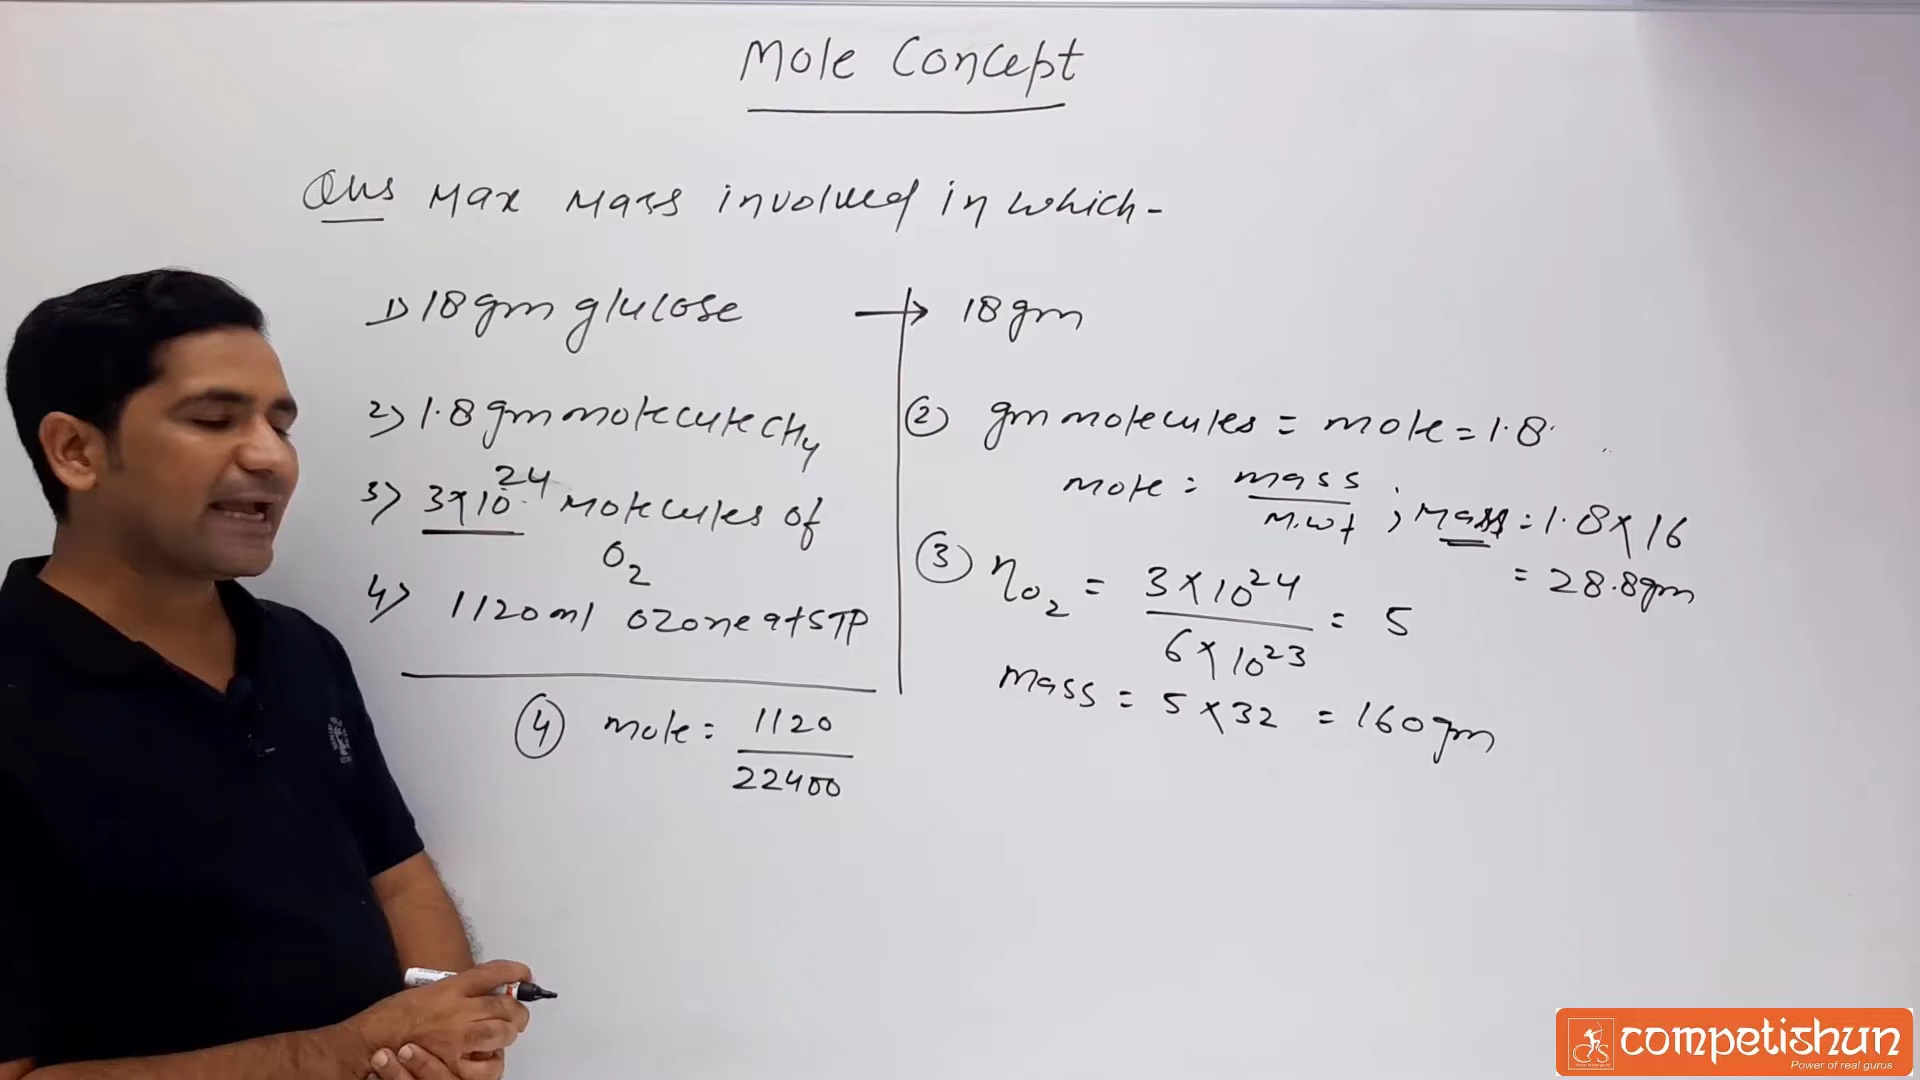 Mole Concept
Ques Max Mass involved in which-
1) 18 gm glucose → 18 gm
2) 1.8 gm molecule CH4
3) 3×10^24 Molecules of
O2
4) 1120 ml ozone at STP
② gm molecules = mole = 1.8
mole = mass / M.wt ; Mass = 1.8×16
= 28.8 gm
③ nO2 = 3×10^24 / 6×10^23 = 5
mass = 5×32 = 160 gm
④ mole = 1120 / 22400
competishun
Power of real gurus